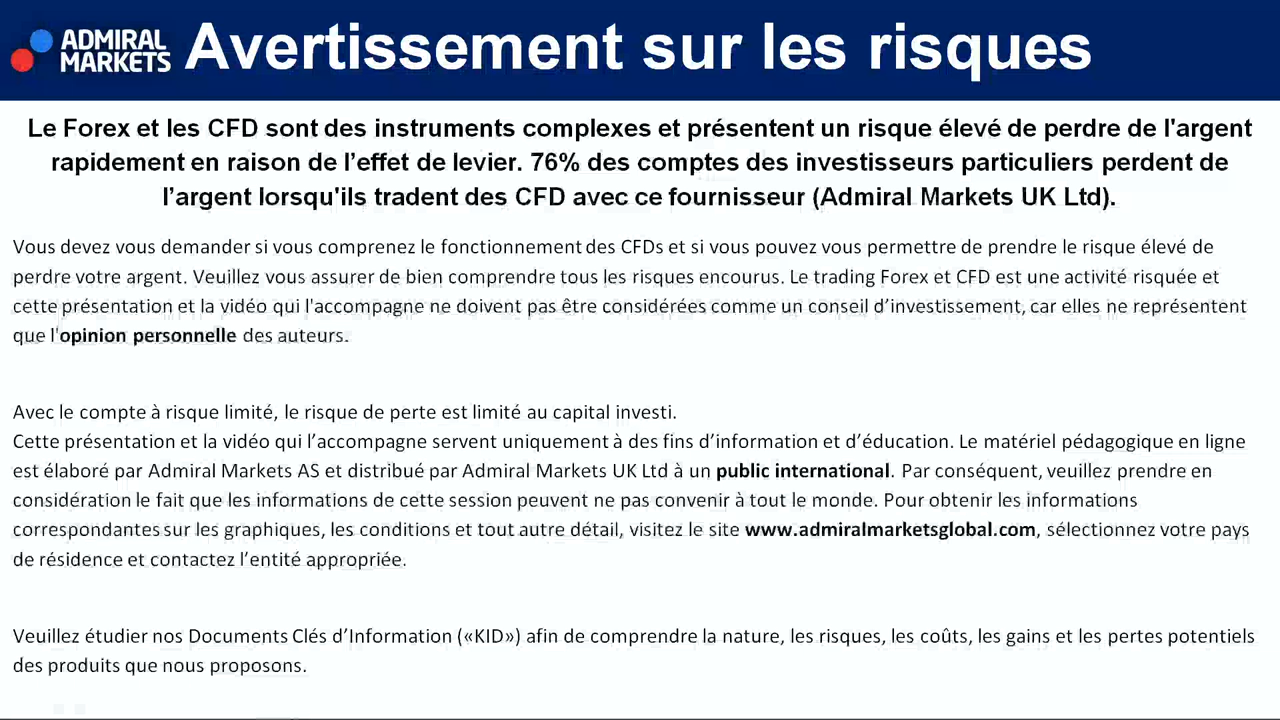 ADMIRAL
MARKETS
Avertissement sur les risques
Le Forex et les CFD sont des instruments complexes et présentent un risque élevé de perdre de l'argent
rapidement en raison de l’effet de levier. 76% des comptes des investisseurs particuliers perdent de
l’argent lorsqu'ils tradent des CFD avec ce fournisseur (Admiral Markets UK Ltd).
Vous devez vous demander si vous comprenez le fonctionnement des CFDs et si vous pouvez vous permettre de prendre le risque élevé de
perdre votre argent. Veuillez vous assurer de bien comprendre tous les risques encourus. Le trading Forex et CFD est une activité risquée et
cette présentation et la vidéo qui l'accompagne ne doivent pas être considérées comme un conseil d’investissement, car elles ne représentent
que l'opinion personnelle des auteurs.
Avec le compte à risque limité, le risque de perte est limité au capital investi.
Cette présentation et la vidéo qui l’accompagne servent uniquement à des fins d’information et d’éducation. Le matériel pédagogique en ligne
est élaboré par Admiral Markets AS et distribué par Admiral Markets UK Ltd à un public international. Par conséquent, veuillez prendre en
considération le fait que les informations de cette session peuvent ne pas convenir à tout le monde. Pour obtenir les informations
correspondantes sur les graphiques, les conditions et tout autre détail, visitez le site www.admiralmarketsglobal.com, sélectionnez votre pays
de résidence et contactez l’entité appropriée.
Veuillez étudier nos Documents Clés d’Information («KID») afin de comprendre la nature, les risques, les coûts, les gains et les pertes potentiels
des produits que nous proposons.